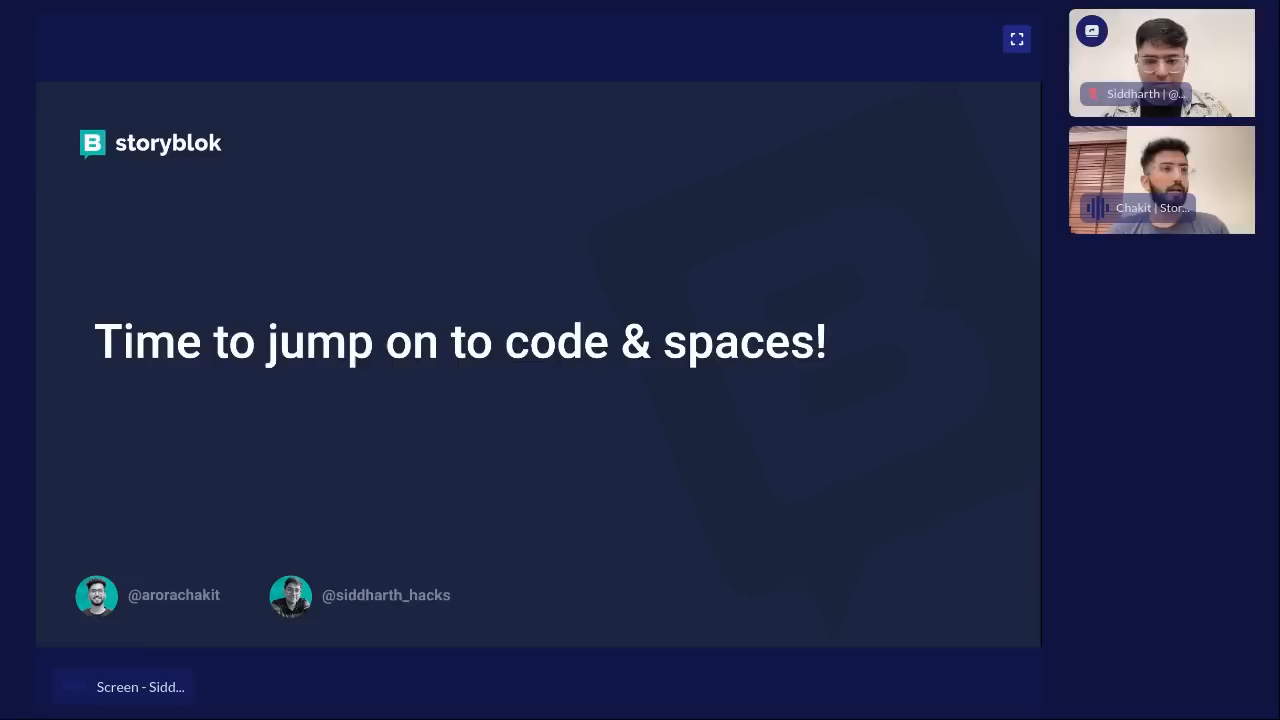 storyblok
Time to jump on to code & spaces!
@arorachakit
@siddharth_hacks
Screen - Sidd...
Siddharth | @...
Chakit | Stor...